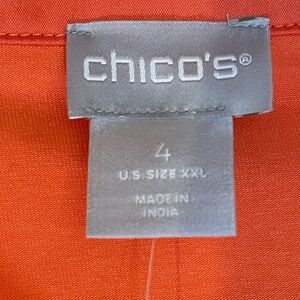 chico's®
4
U.S. SIZE XXL
MADE IN
INDIA